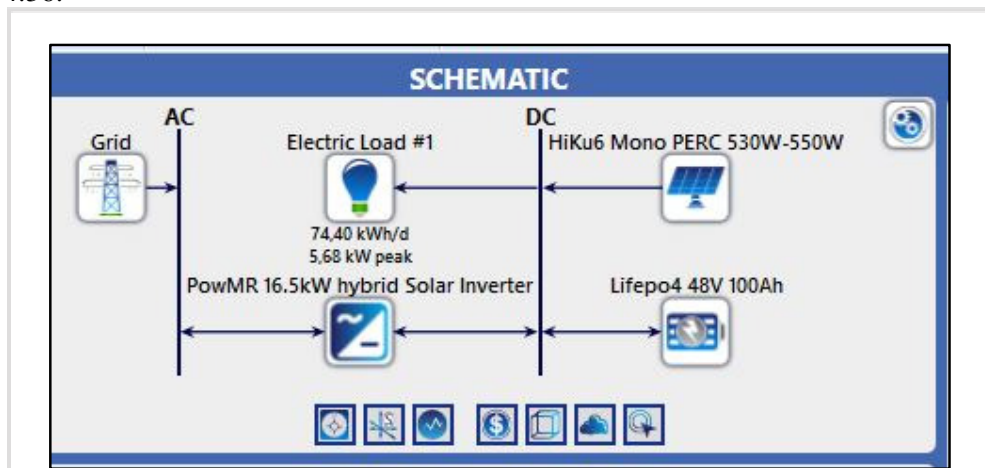 SCHEMATIC
AC
DC
Grid
Electric Load #1
HiKu6 Mono PERC 530W-550W
74,40 kWh/d
5,68 kW peak
PowMR 16.5kW hybrid Solar Inverter
Lifepo4 48V 100Ah